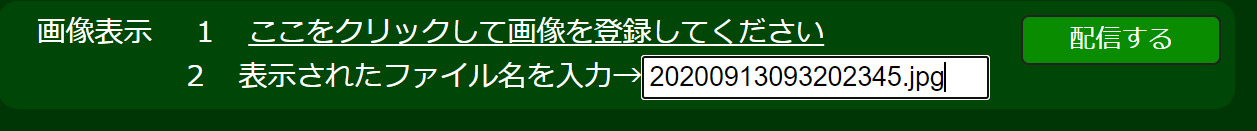 画像表示 1 ここをクリックして画像を登録してください 配信する
2 表示されたファイル名を入力→20200913093202345.jpg